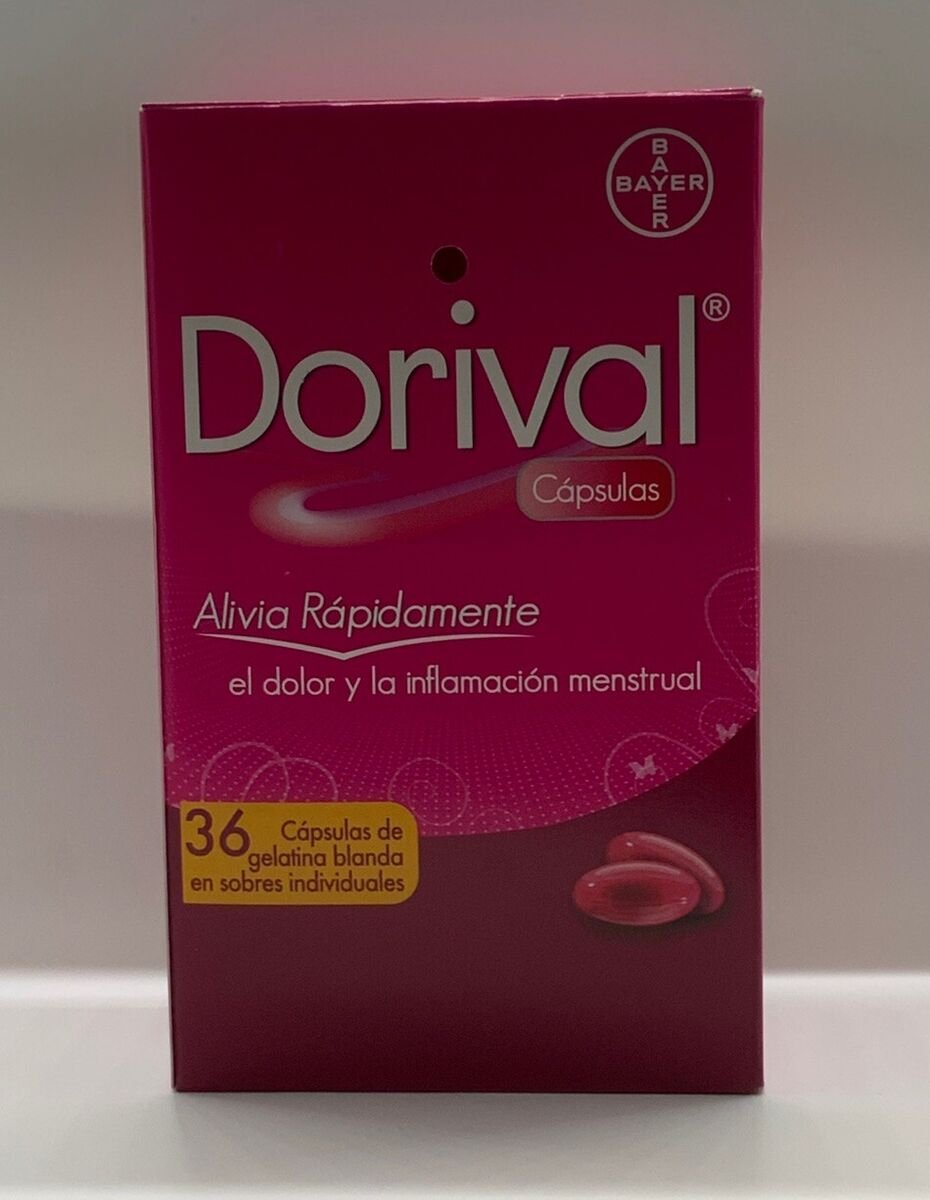 BAYER
BAYER
Dorival®
Cápsulas
Alivia Rápidamente
el dolor y la inflamación menstrual
36 Cápsulas de
gelatina blanda
en sobres individuales